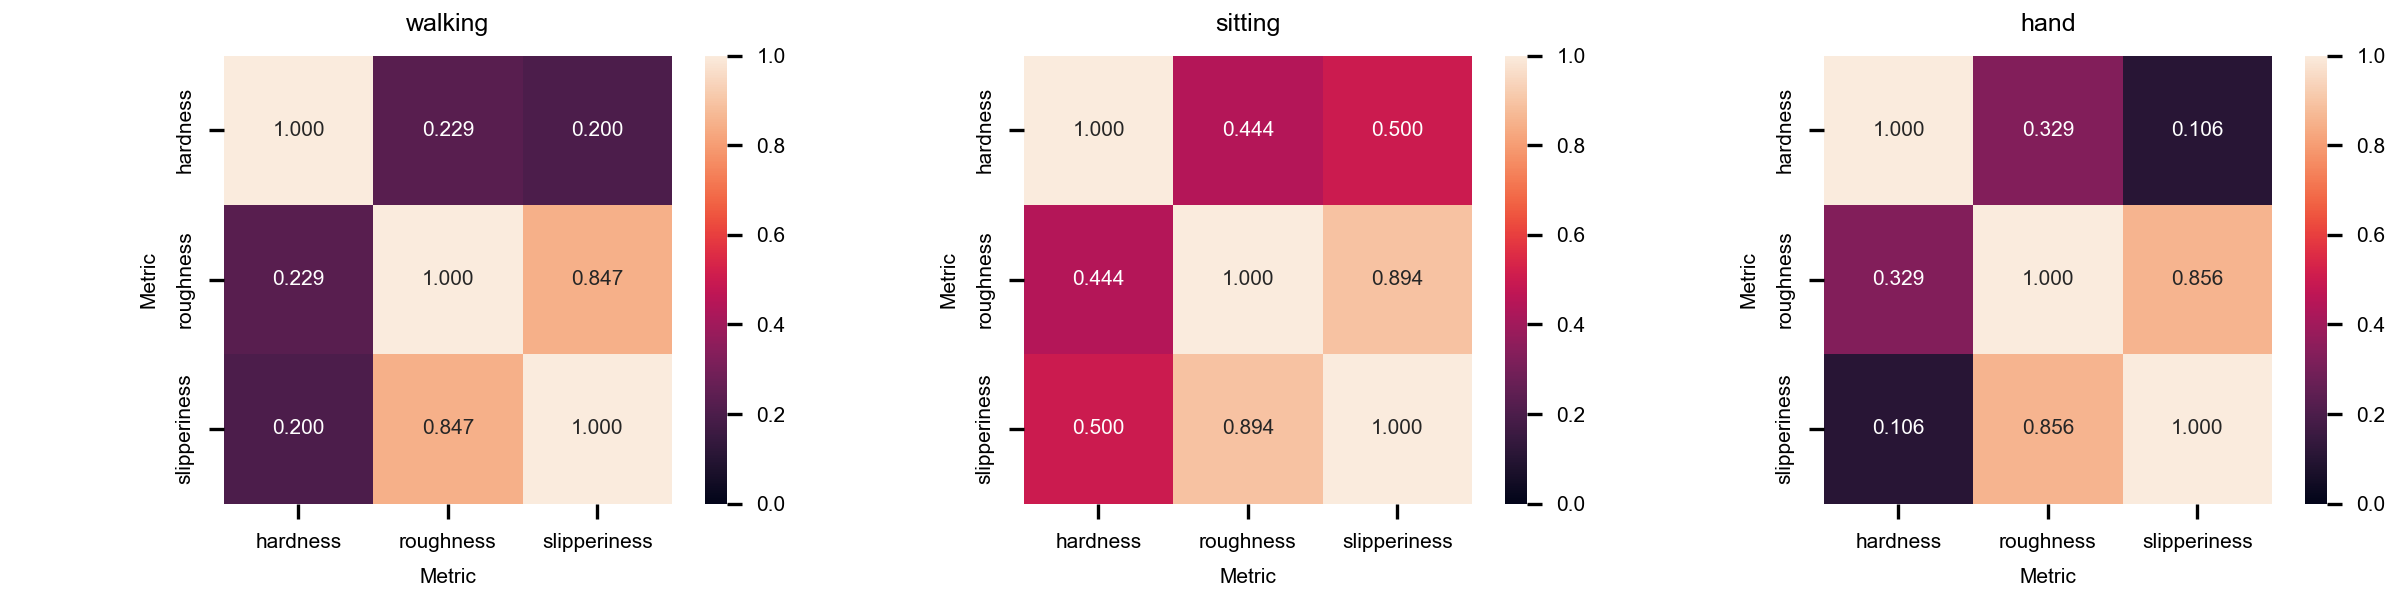 walking
1.000 0.229 0.200
0.229 1.000 0.847
0.200 0.847 1.000
hardness
roughness
slipperiness
Metric
hardness roughness slipperiness
Metric
1.0
0.8
0.6
0.4
0.2
0.0
sitting
1.000 0.444 0.500
0.444 1.000 0.894
0.500 0.894 1.000
hardness
roughness
slipperiness
Metric
hardness roughness slipperiness
Metric
1.0
0.8
0.6
0.4
0.2
0.0
hand
1.000 0.329 0.106
0.329 1.000 0.856
0.106 0.856 1.000
hardness
roughness
slipperiness
Metric
hardness roughness slipperiness
Metric
1.0
0.8
0.6
0.4
0.2
0.0